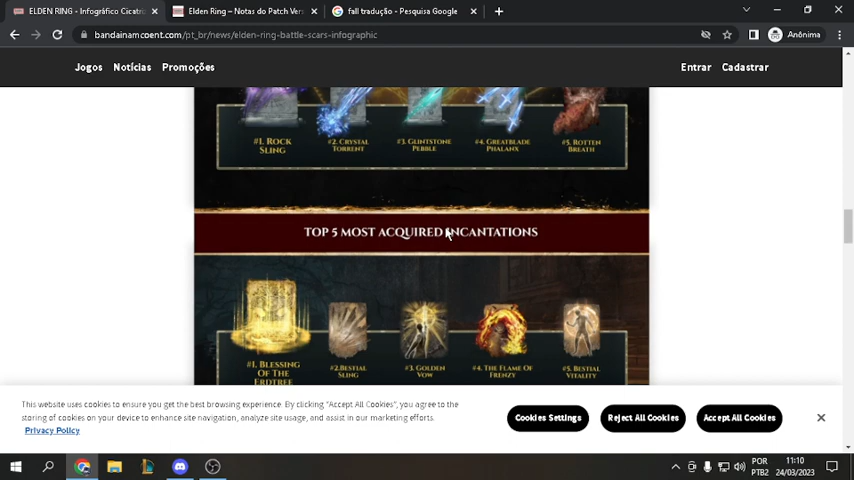 ELDEN RING - Infográfico Cicatri
Elden Ring – Notas do Patch Ver
fall tradução - Pesquisa Google
bandainamcoent.com/pt_br/news/elden-ring-battle-scars-infographic
Anônima
Jogos Notícias Promoções
Entrar Cadastrar
#1. ROCK SLING
#2. CRYSTAL TORRENT
#3. GLINTSTONE PEBBLE
#4. GREATBLADE PHALANX
#5. ROTTEN BREATH
TOP 5 MOST ACQUIRED INCANTATIONS
#1. BLESSING OF THE ERDTREE
#2.BESTIAL SLING
#3. GOLDEN VOW
#4. THE FLAME OF FRENZY
#5. BESTIAL VITALITY
This website uses cookies to ensure you get the best browsing experience. By clicking "Accept All Cookies", you agree to the
storing of cookies on your device to enhance site navigation, analyze site usage, and assist in our marketing efforts.
Privacy Policy
Cookies Settings
Reject All Cookies
Accept All Cookies
POR
PTB2
11:10
24/03/2023